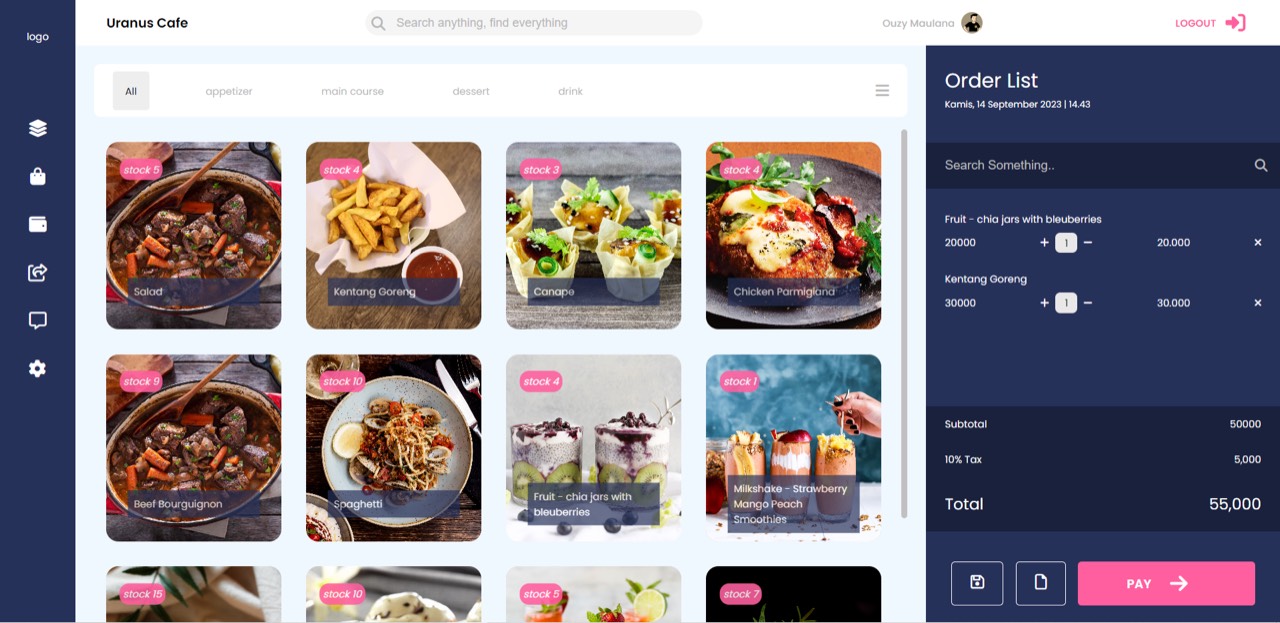 logo
Uranus Cafe
Search anything, find everything
Ouzy Maulana
LOGOUT
All
appetizer
main course
dessert
drink
stock 5
Salad
stock 4
Kentang Goreng
stock 3
Canape
stock 4
Chicken Parmigiana
stock 9
Beef Bourguignon
stock 10
Spaghetti
stock 4
Fruit - chia jars with
bleuberries
stock 1
Milkshake - Strawberry
Mango Peach
Smoothies
stock 15
stock 10
stock 5
stock 7
Order List
Kamis, 14 September 2023 | 14.43
Search Something..
Fruit - chia jars with bleuberries
20000 + 1 − 20.000 ×
Kentang Goreng
30000 + 1 − 30.000 ×
Subtotal 50000
10% Tax 5,000
Total 55,000
PAY